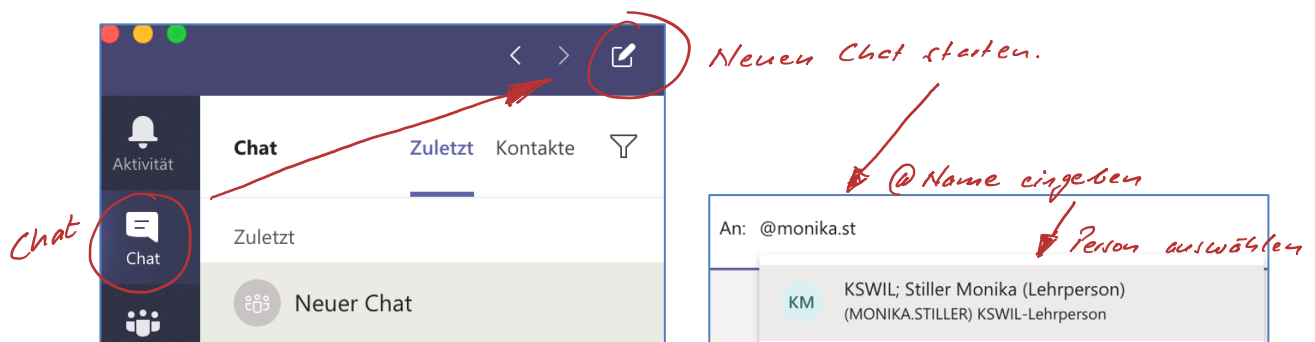 Neuen Chat starten.
Aktivität
Chat
Zuletzt
Kontakte
@Name eingeben
Chat
Chat
An: @monika.st
Zuletzt
Person auswählen
Neuer Chat
KM
KSWIL; Stiller Monika (Lehrperson)
(MONIKA.STILLER) KSWIL-Lehrperson